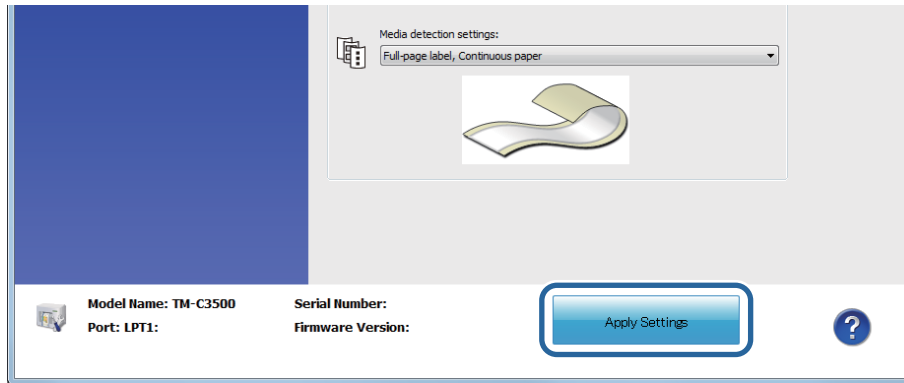 Media detection settings:
Full-page label, Continuous paper
Model Name: TM-C3500
Serial Number:
Port: LPT1:
Firmware Version:
Apply Settings
?